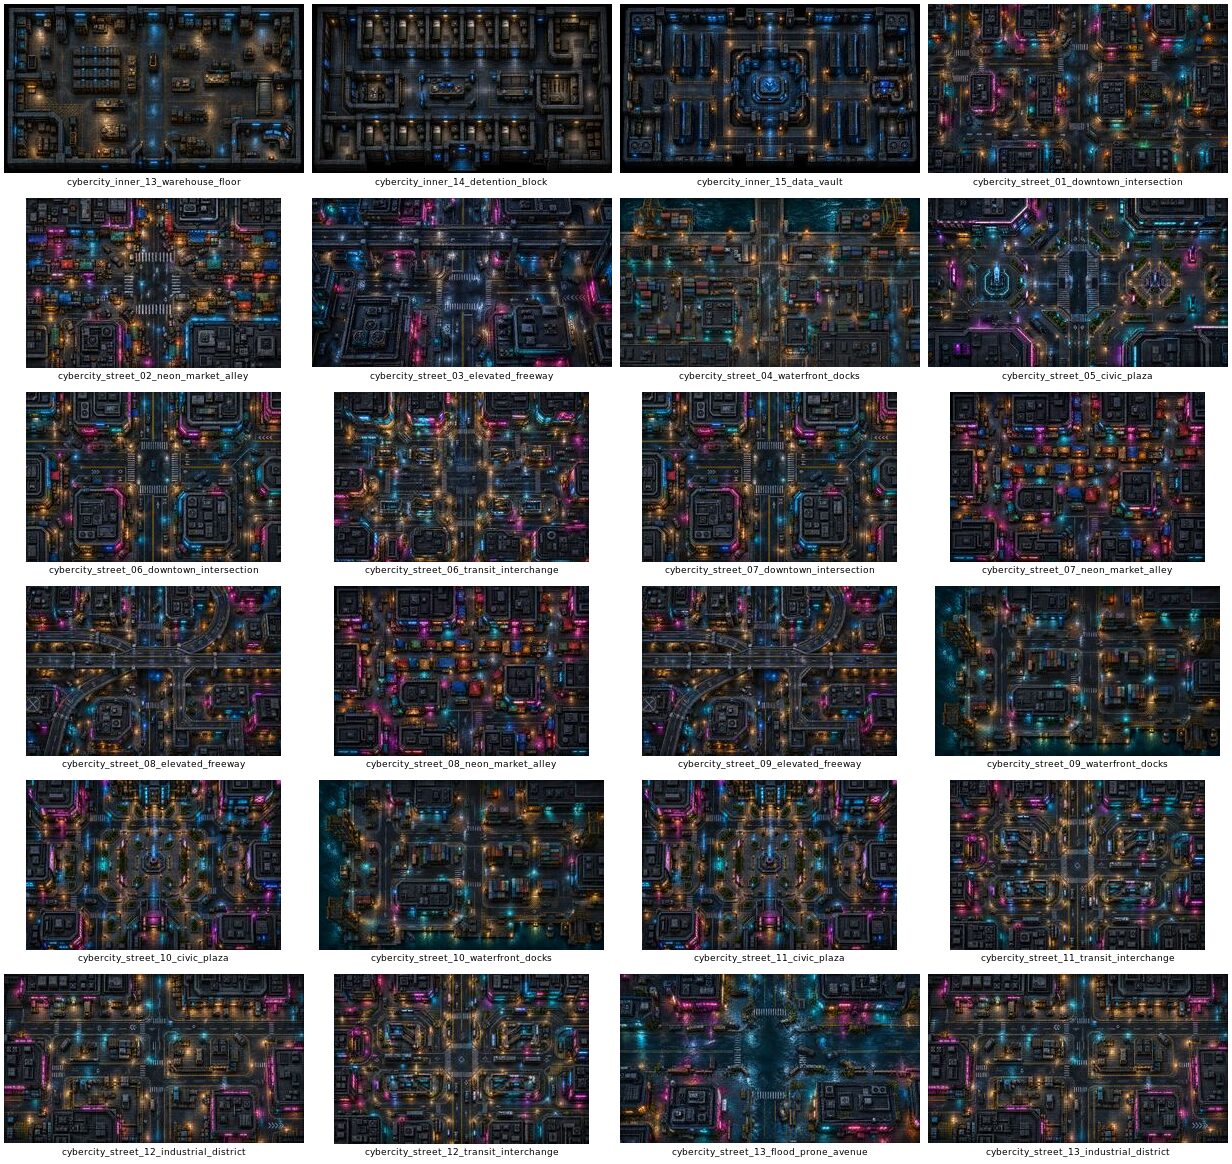 cybercity_inner_13_warehouse_floor
cybercity_inner_14_detention_block
cybercity_inner_15_data_vault
cybercity_street_01_downtown_intersection
cybercity_street_02_neon_market_alley
cybercity_street_03_elevated_freeway
cybercity_street_04_waterfront_docks
cybercity_street_05_civic_plaza
cybercity_street_06_downtown_intersection
cybercity_street_06_transit_interchange
cybercity_street_07_downtown_intersection
cybercity_street_07_neon_market_alley
cybercity_street_08_elevated_freeway
cybercity_street_08_neon_market_alley
cybercity_street_09_elevated_freeway
cybercity_street_09_waterfront_docks
cybercity_street_10_civic_plaza
cybercity_street_10_waterfront_docks
cybercity_street_11_civic_plaza
cybercity_street_11_transit_interchange
cybercity_street_12_industrial_district
cybercity_street_12_transit_interchange
cybercity_street_13_flood_prone_avenue
cybercity_street_13_industrial_district